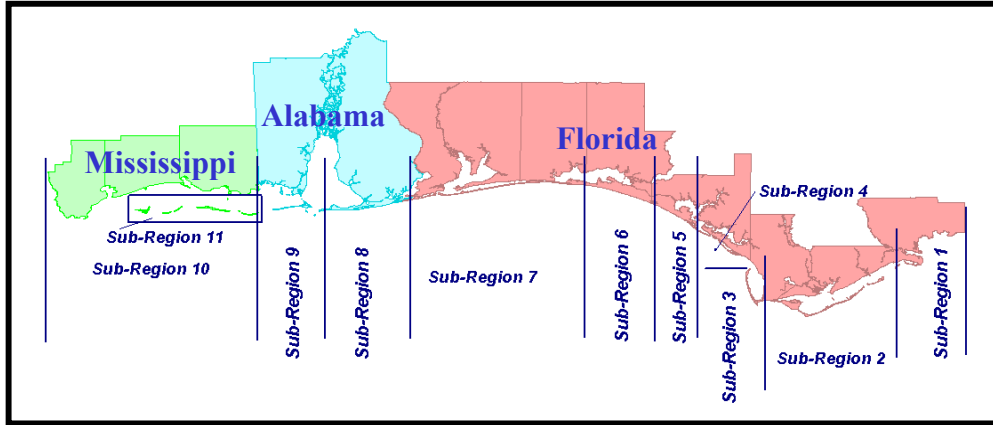 Mississippi
Alabama
Florida
Sub-Region 11
Sub-Region 10
Sub-Region 9
Sub-Region 8
Sub-Region 7
Sub-Region 6
Sub-Region 5
Sub-Region 4
Sub-Region 3
Sub-Region 2
Sub-Region 1